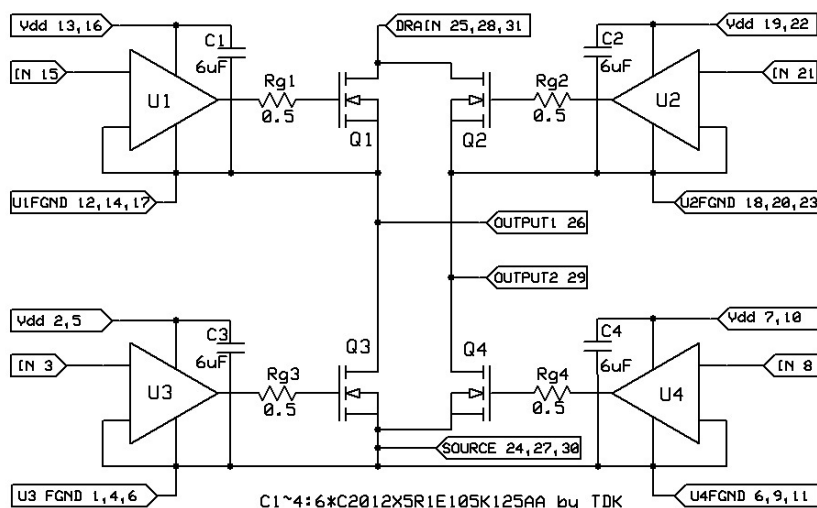 Vdd 13,16
C1
6uF
DRAIN 25,28,31
C2
6uF
Vdd 19,22
IN 15
Rg1
Rg2
IN 21
U1
0.5
Q1
Q2
0.5
U2
U1FGND 12,14,17
U2FGND 18,20,23
OUTPUT1 26
OUTPUT2 29
Vdd 2,5
C3
6uF
C4
6uF
Vdd 7,10
IN 3
Q3
Q4
IN 8
Rg3
Rg4
U3
0.5
0.5
U4
SOURCE 24,27,30
U3 FGND 1,4,6
C1~4:6*C2012X5R1E105K125AA by TDK
U4FGND 6,9,11